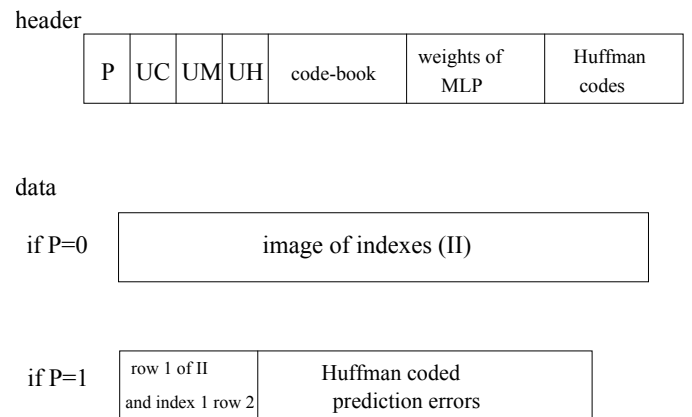 header
P UC UM UH code-book weights of MLP Huffman codes
data
if P=0 image of indexes (II)
if P=1 row 1 of II and index 1 row 2 Huffman coded prediction errors